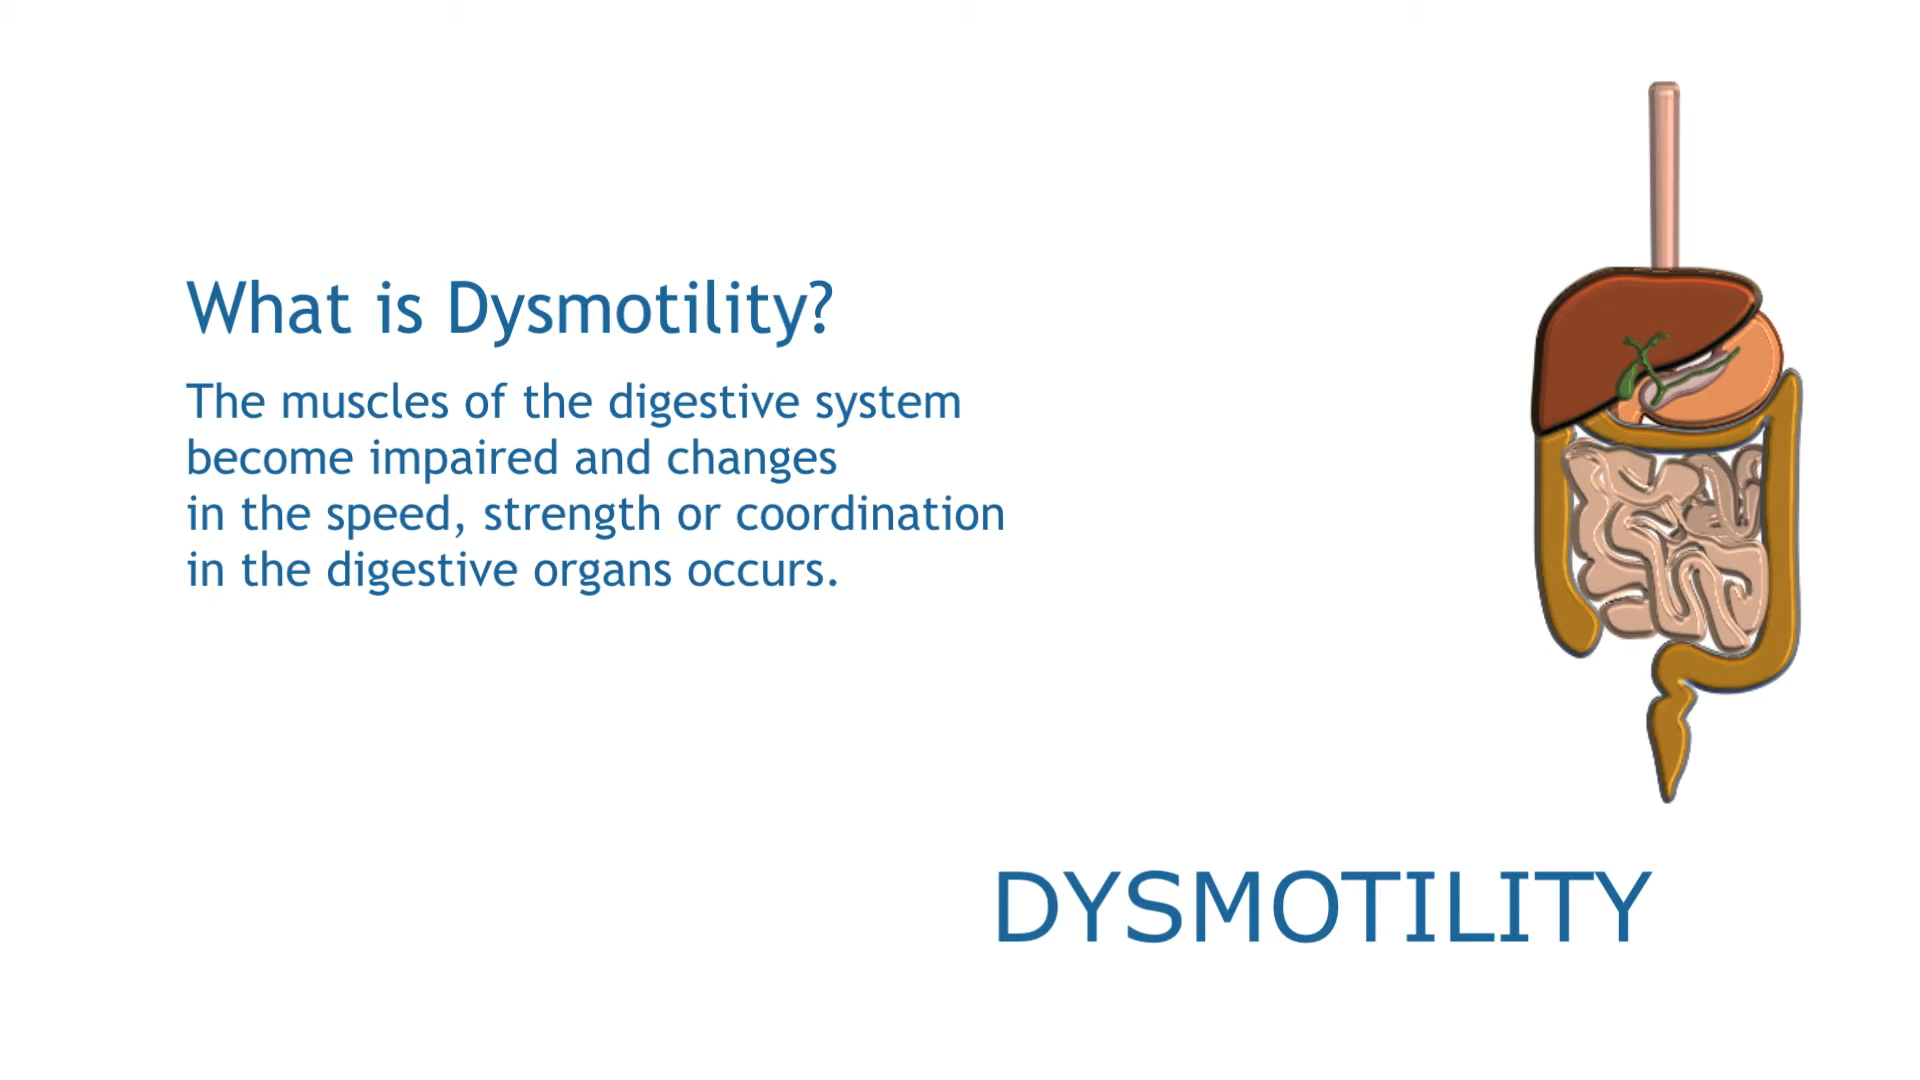 What is Dysmotility?
The muscles of the digestive system
become impaired and changes
in the speed, strength or coordination
in the digestive organs occurs.
DYSMOTILITY